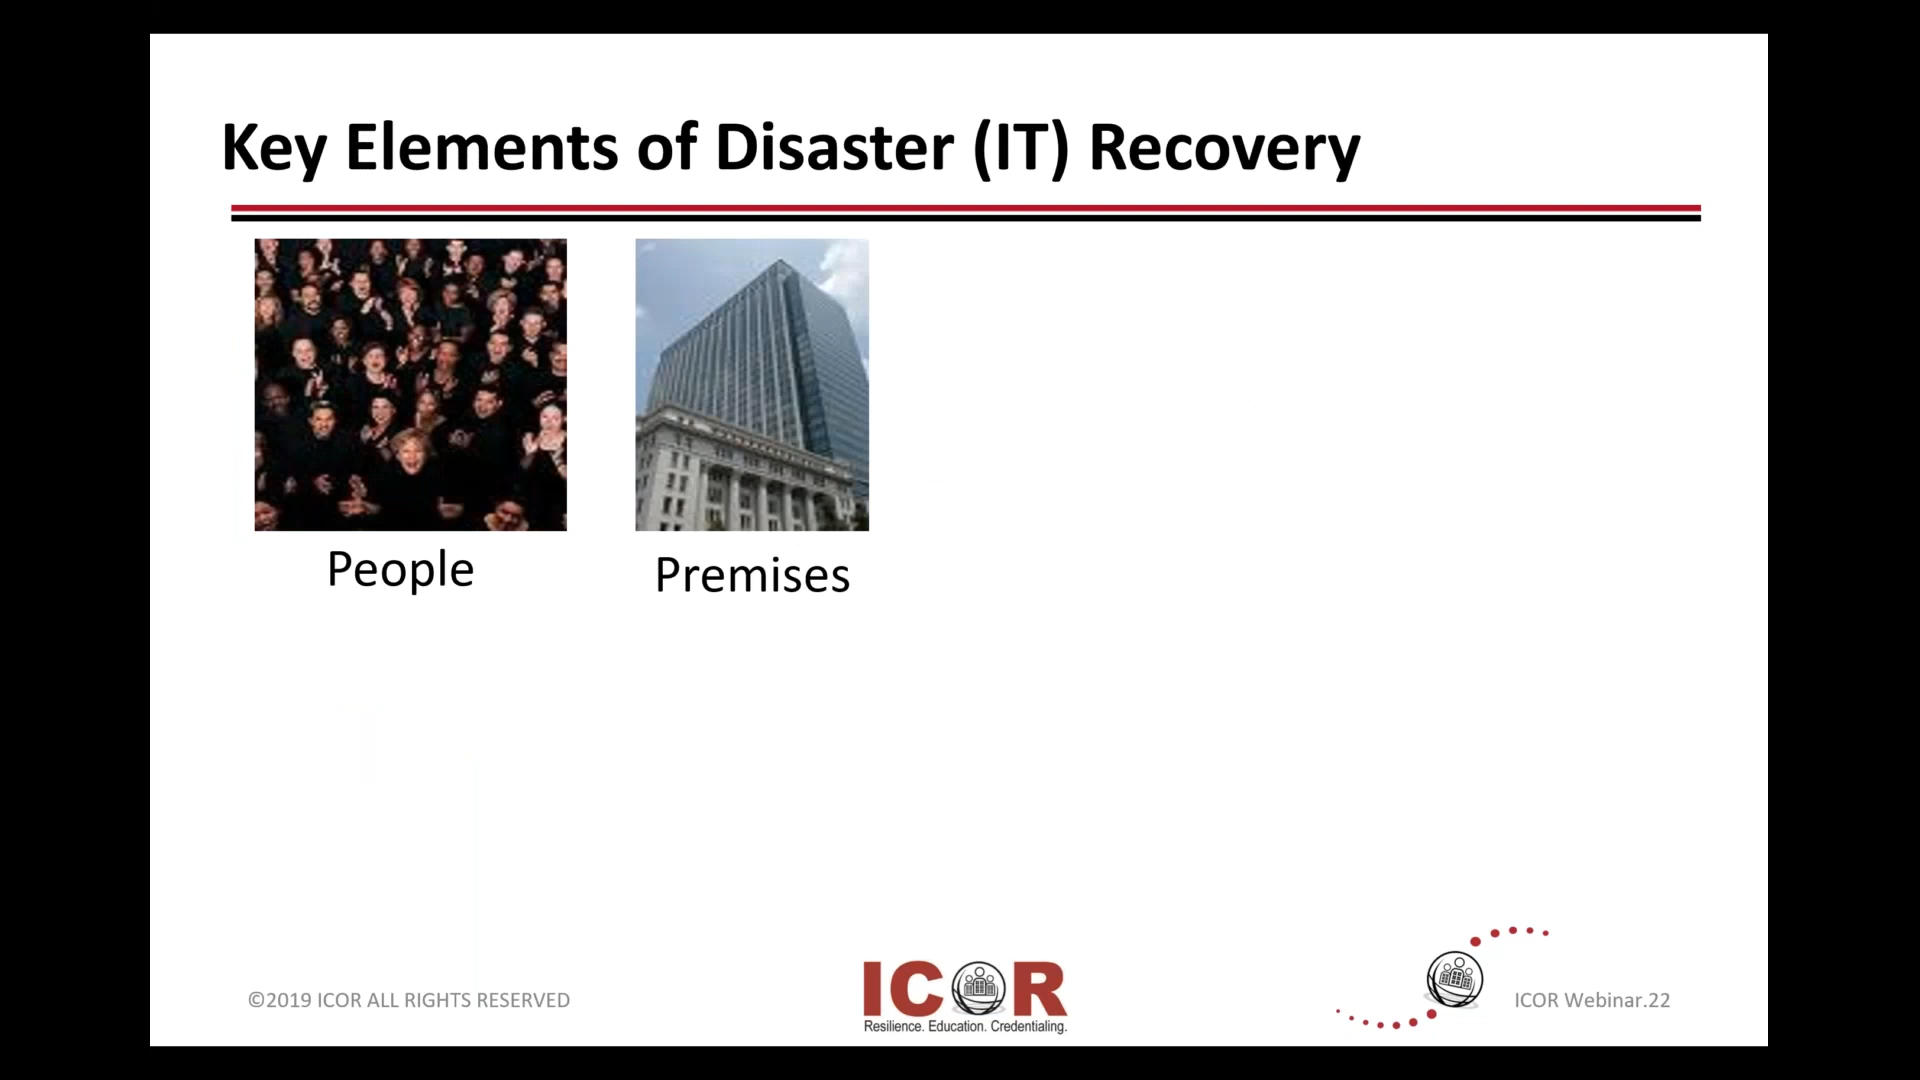 Key Elements of Disaster (IT) Recovery
People
Premises
©2019 ICOR ALL RIGHTS RESERVED
ICOR
Resilience. Education. Credentialing.
ICOR Webinar.22